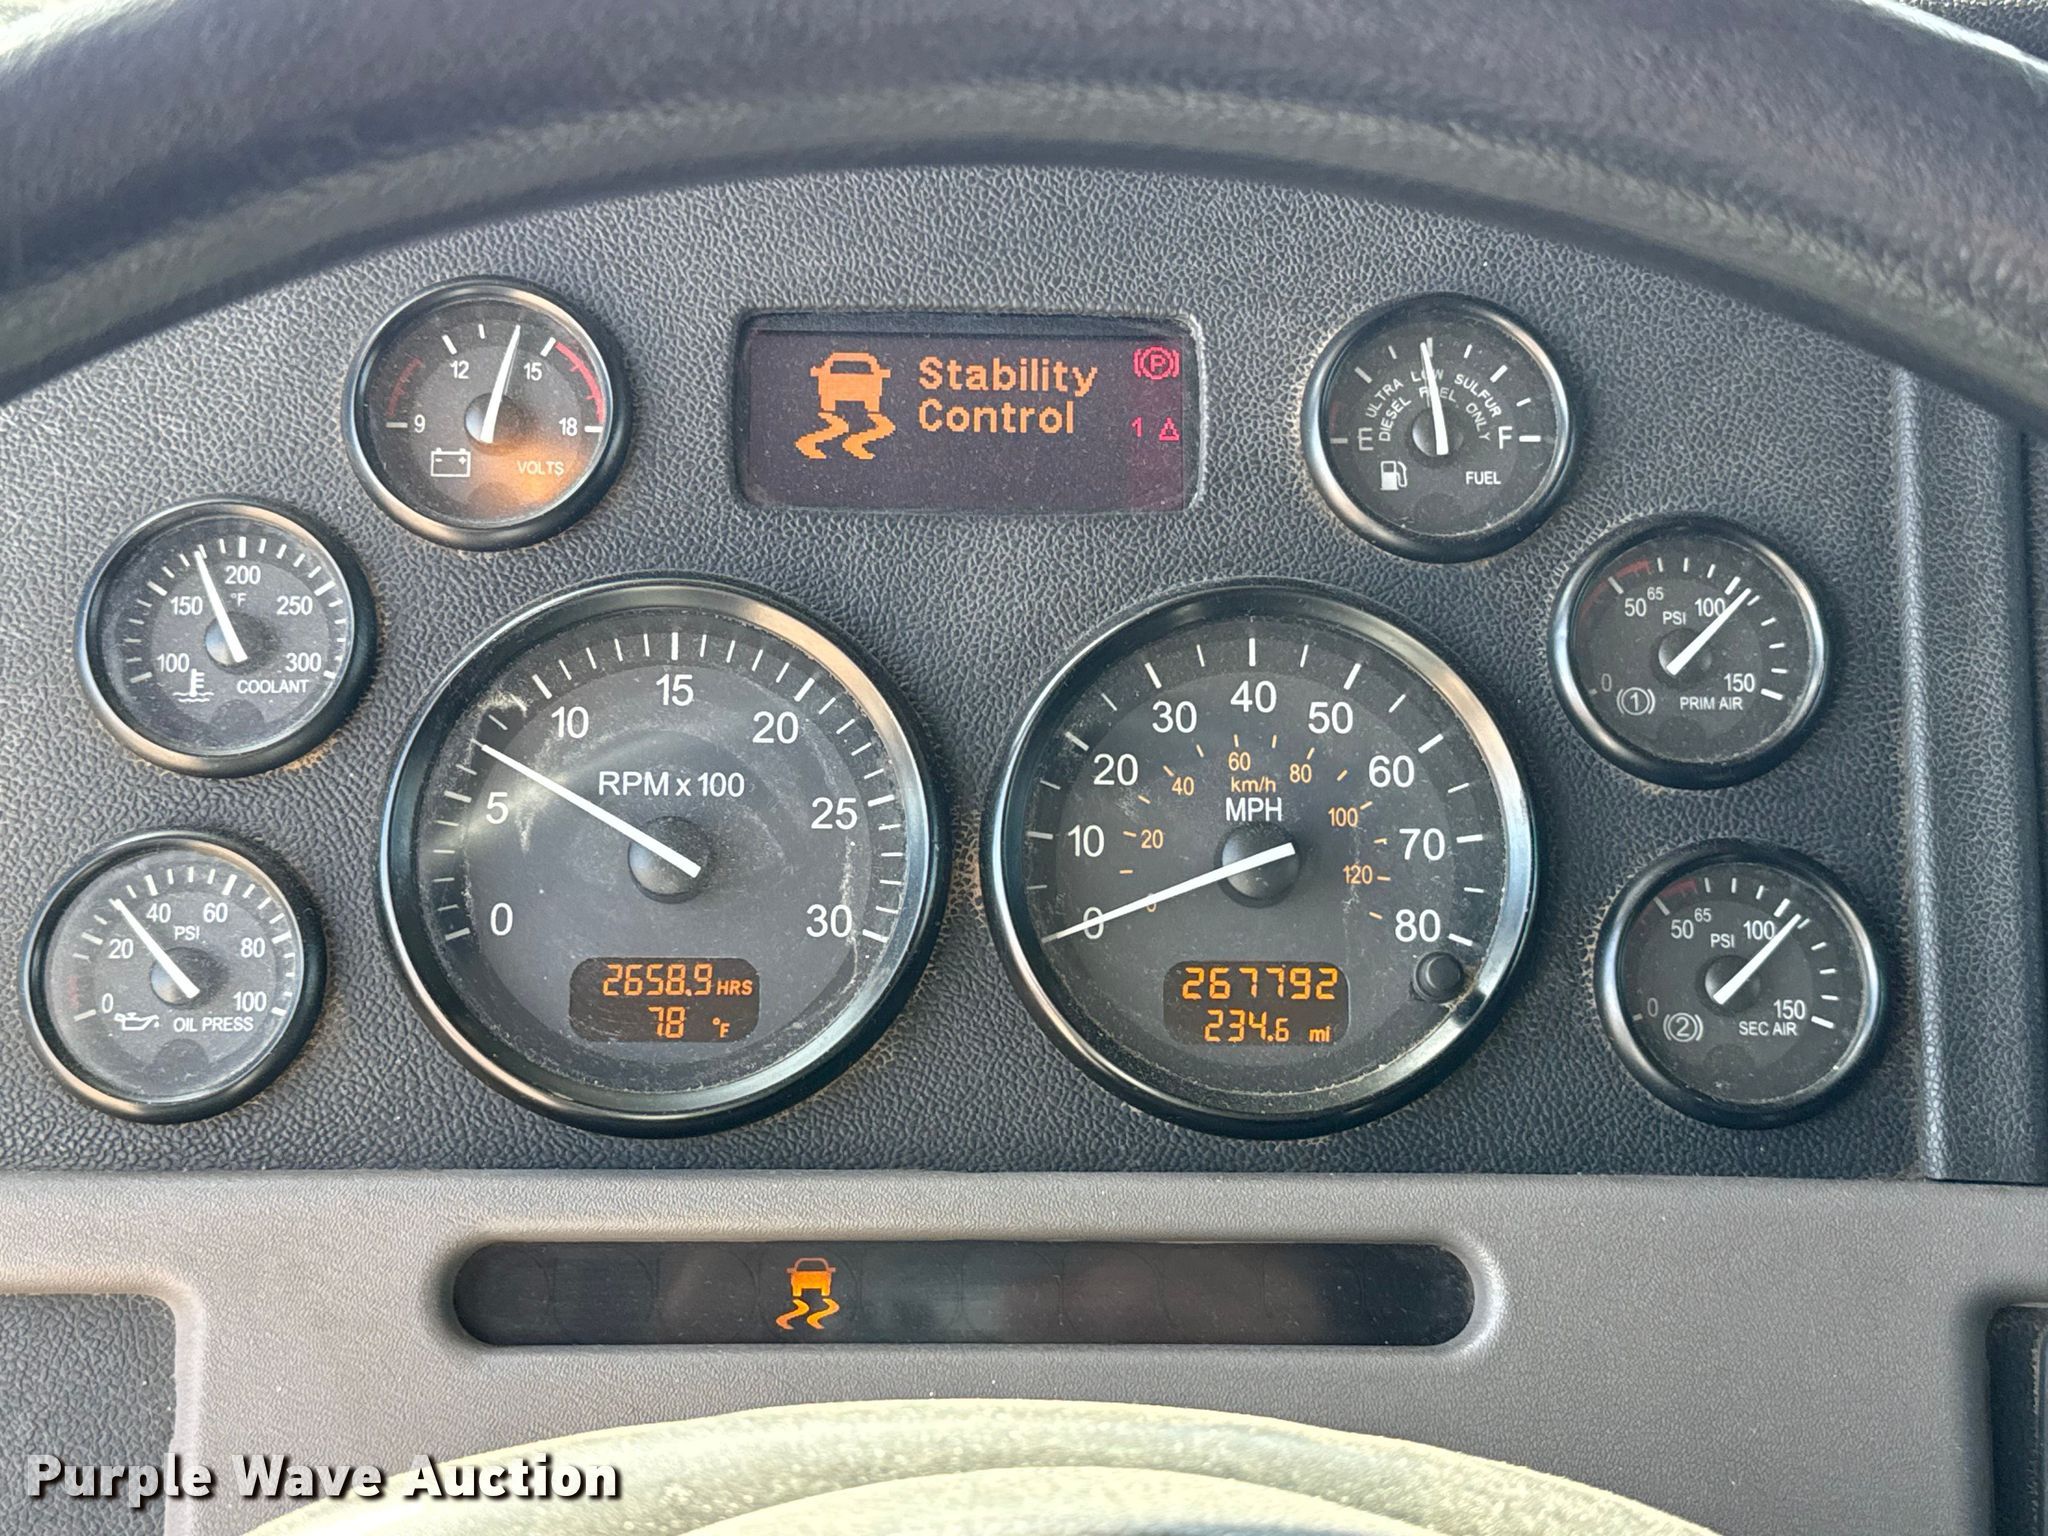 Stability
Control
(P)
1
12
15
9
18
VOLTS
ULTRA LOW SULFUR
DIESEL FUEL ONLY
E
F
FUEL
200
°F
150
250
100
300
COOLANT
50
65
100
PSI
0
150
(1)
PRIM AIR
15
10
20
RPM x 100
5
25
0
30
2658.9 HRS
78 °F
40
30
50
20
60
10
70
0
80
60
km/h
40
80
MPH
20
100
120
0
267792
234.6 mi
40
60
PSI
20
80
0
100
OIL PRESS
50
65
100
PSI
0
150
(2)
SEC AIR
Purple Wave Auction